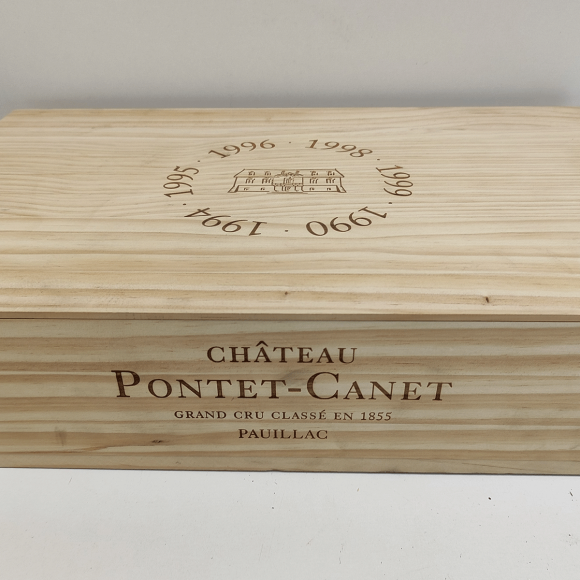 1990 · 1994 · 1995 · 1996 · 1998 · 1999 ·
CHÂTEAU
PONTET-CANET
GRAND CRU CLASSÉ EN 1855
PAUILLAC